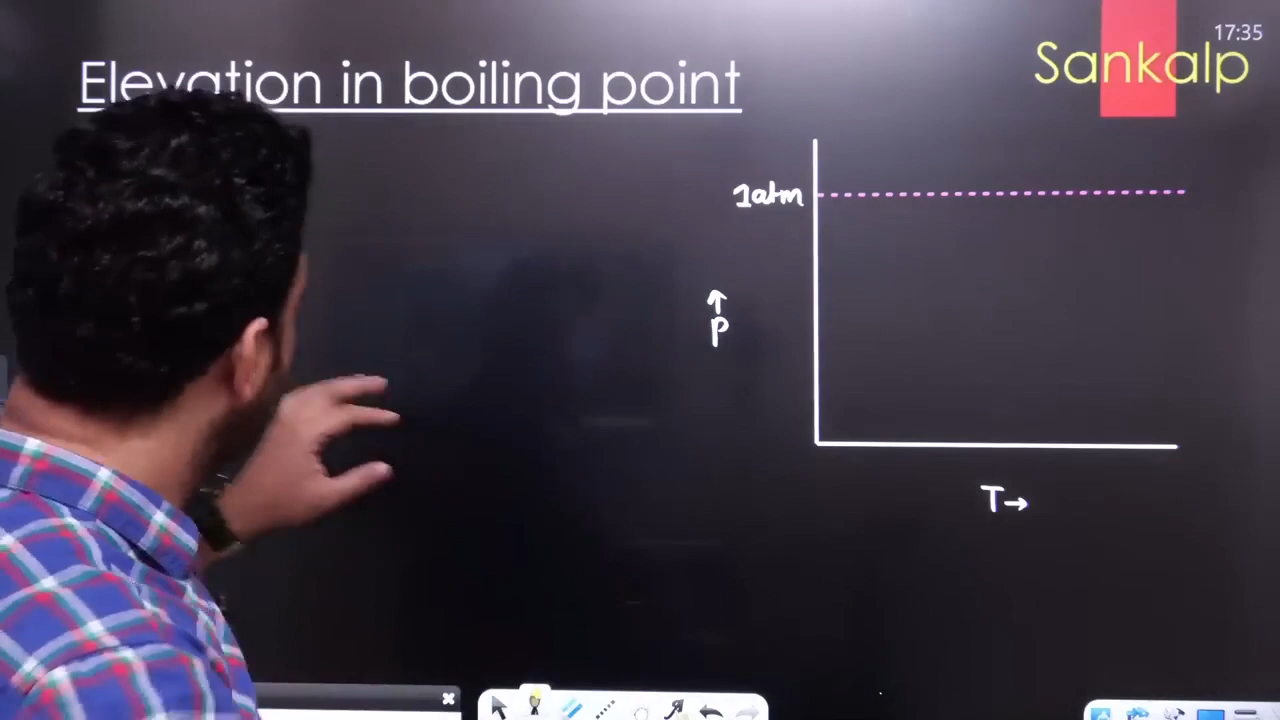 17:35
Elevation in boiling point
Sankalp
1atm
↑
P
T→